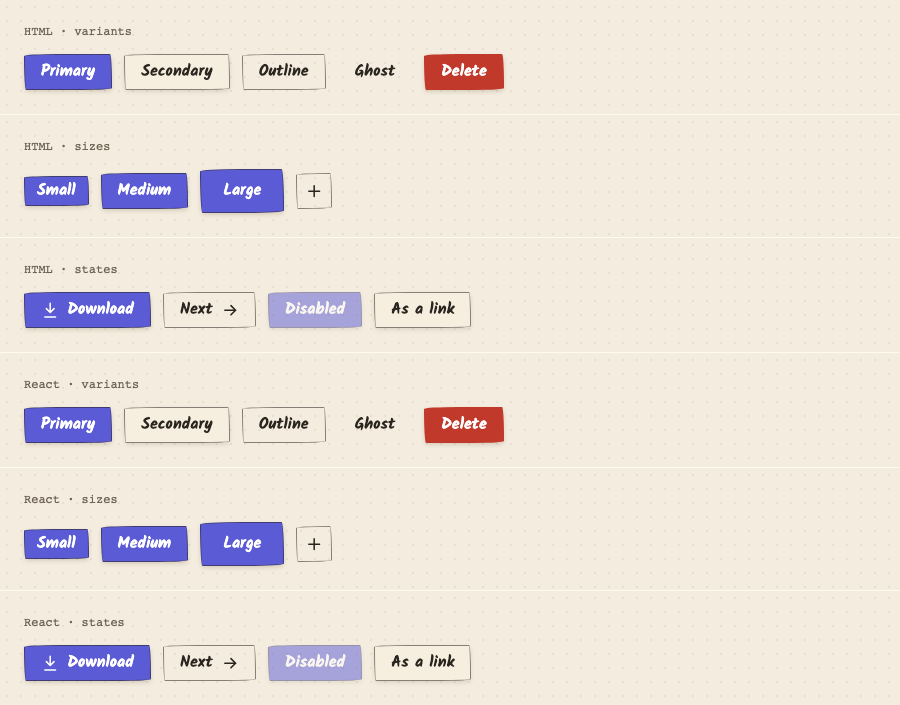 HTML · variants
Primary Secondary Outline Ghost Delete
HTML · sizes
Small Medium Large +
HTML · states
Download Next → Disabled As a link
React · variants
Primary Secondary Outline Ghost Delete
React · sizes
Small Medium Large +
React · states
Download Next → Disabled As a link